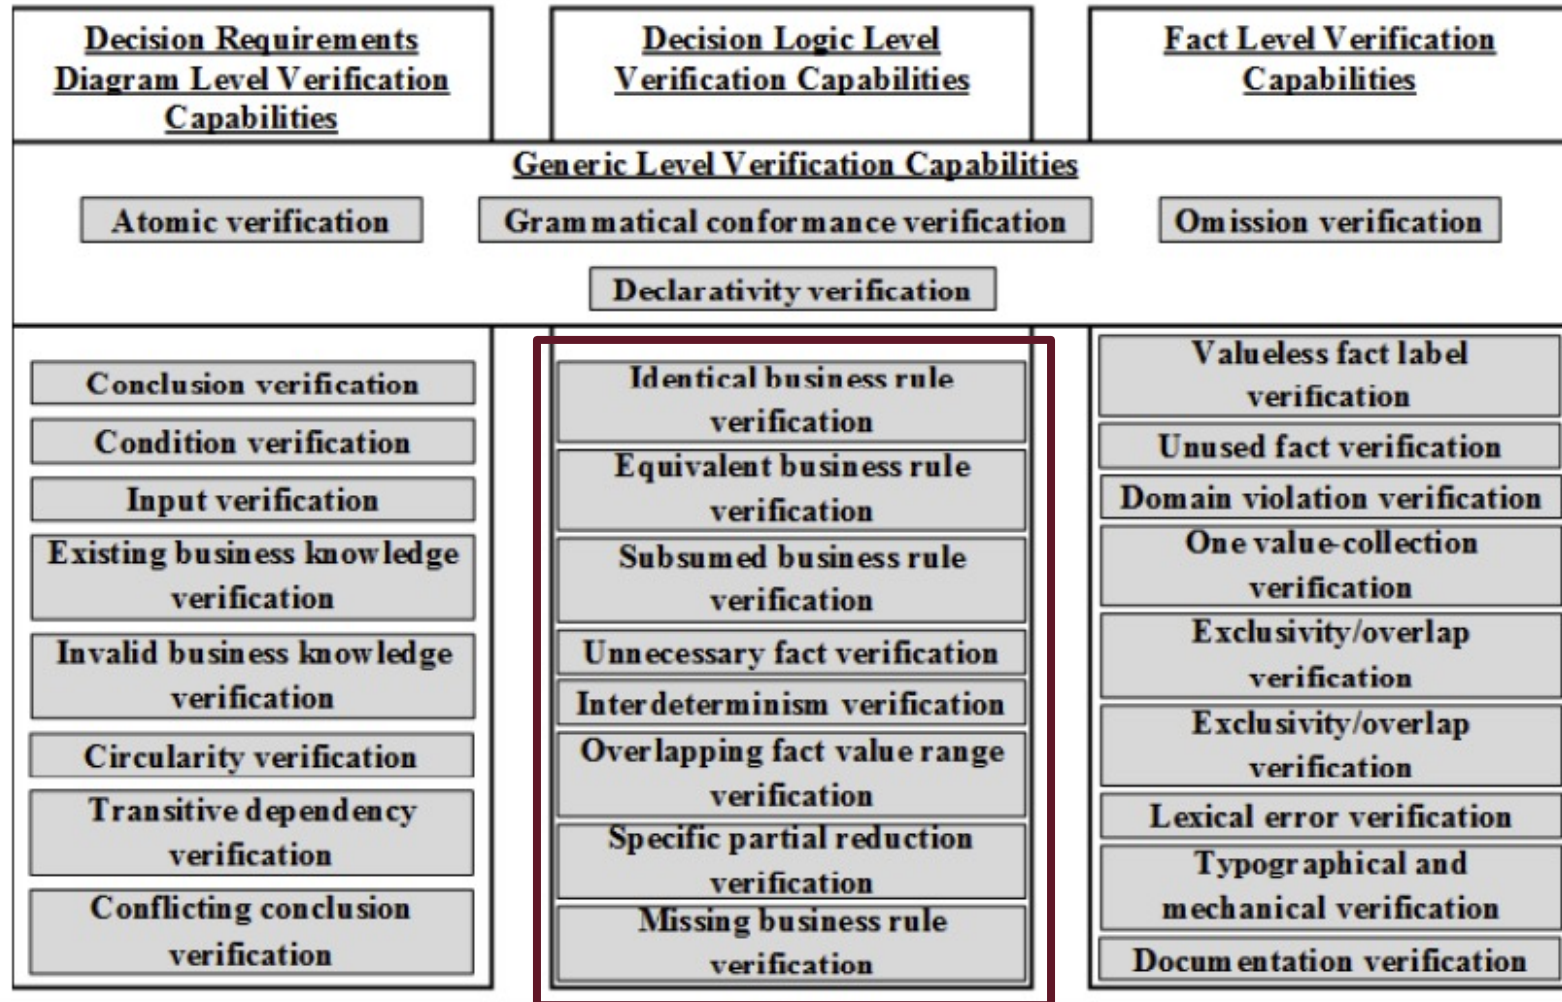 Decision Requirements
Diagram Level Verification
Capabilities
Decision Logic Level
Verification Capabilities
Fact Level Verification
Capabilities
Generic Level Verification Capabilities
Atomic verification
Grammatical conformance verification
Omission verification
Declarativity verification
Conclusion verification
Condition verification
Input verification
Existing business knowledge
verification
Invalid business knowledge
verification
Circularity verification
Transitive dependency
verification
Conflicting conclusion
verification
Identical business rule
verification
Equivalent business rule
verification
Subsumed business rule
verification
Unnecessary fact verification
Interdeterminism verification
Overlapping fact value range
verification
Specific partial reduction
verification
Missing business rule
verification
Valueless fact label
verification
Unused fact verification
Domain violation verification
One value-collection
verification
Exclusivity/overlap
verification
Exclusivity/overlap
verification
Lexical error verification
Typographical and
mechanical verification
Documentation verification